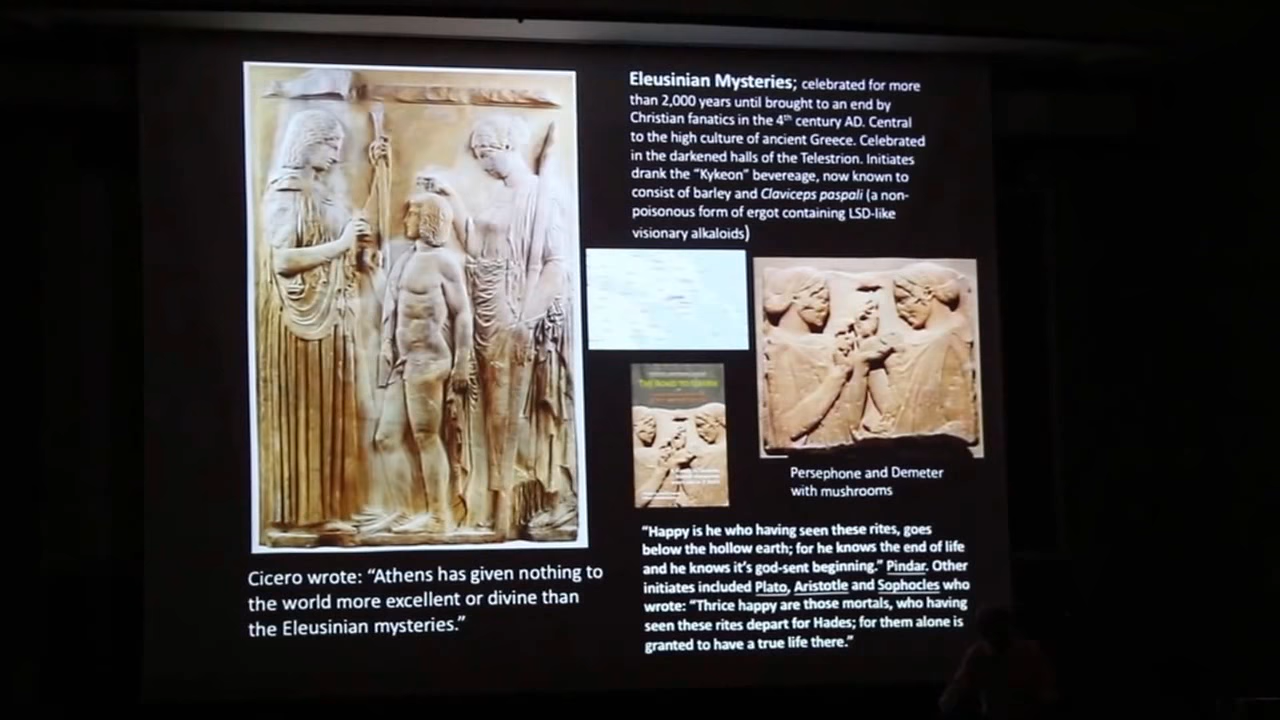 Eleusinian Mysteries; celebrated for more
than 2,000 years until brought to an end by
Christian fanatics in the 4th century AD. Central
to the high culture of ancient Greece. Celebrated
in the darkened halls of the Telestrion. Initiates
drank the “Kykeon” bevereage, now known to
consist of barley and Claviceps paspali (a non-
poisonous form of ergot containing LSD-like
visionary alkaloids)
THE ROAD TO ELEUSIS
Persephone and Demeter
with mushrooms
“Happy is he who having seen these rites, goes
below the hollow earth; for he knows the end of life
and he knows it’s god-sent beginning.” Pindar. Other
initiates included Plato, Aristotle and Sophocles who
wrote: “Thrice happy are those mortals, who having
seen these rites depart for Hades; for them alone is
granted to have a true life there.”
Cicero wrote: “Athens has given nothing to
the world more excellent or divine than
the Eleusinian mysteries.”